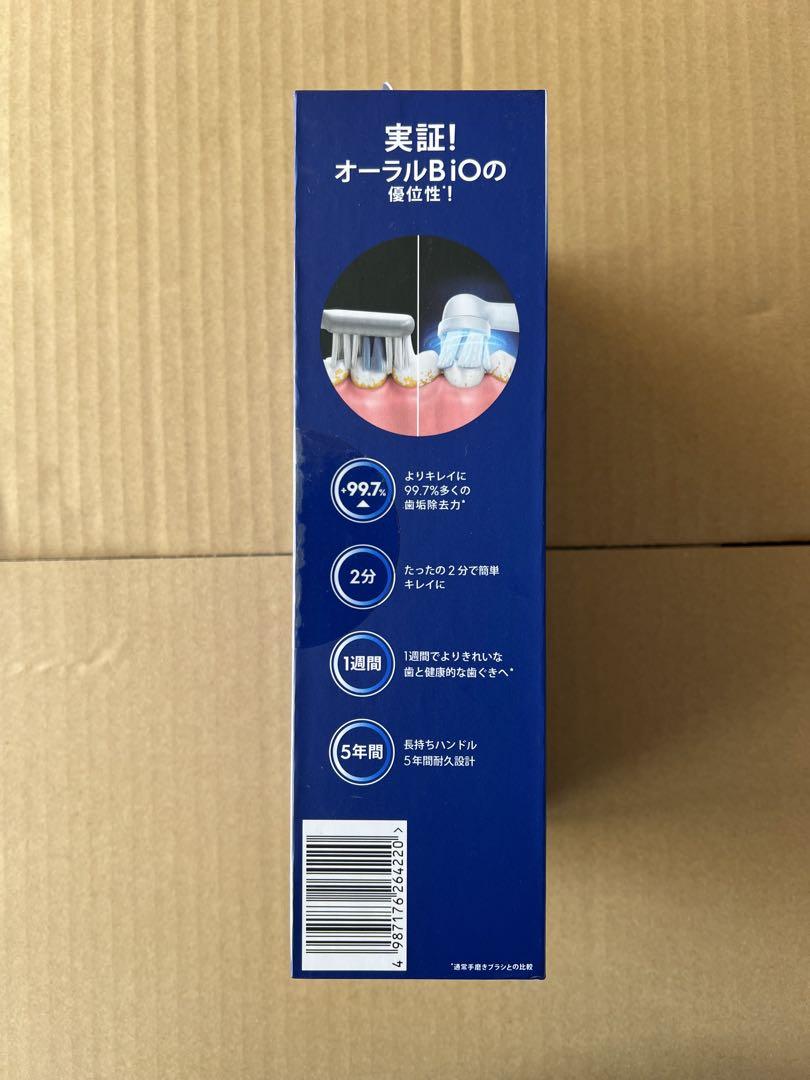 実証!
オーラルB iOの
優位性*!
+99.7%
よりキレイに
99.7%多くの
歯垢除去力*
2分
たったの2分で簡単
キレイに
1週間
1週間でよりきれいな
歯と健康的な歯ぐきへ*
5年間
長持ちハンドル
5年間耐久設計
4 987176 264220 >
*通常手磨きブラシとの比較